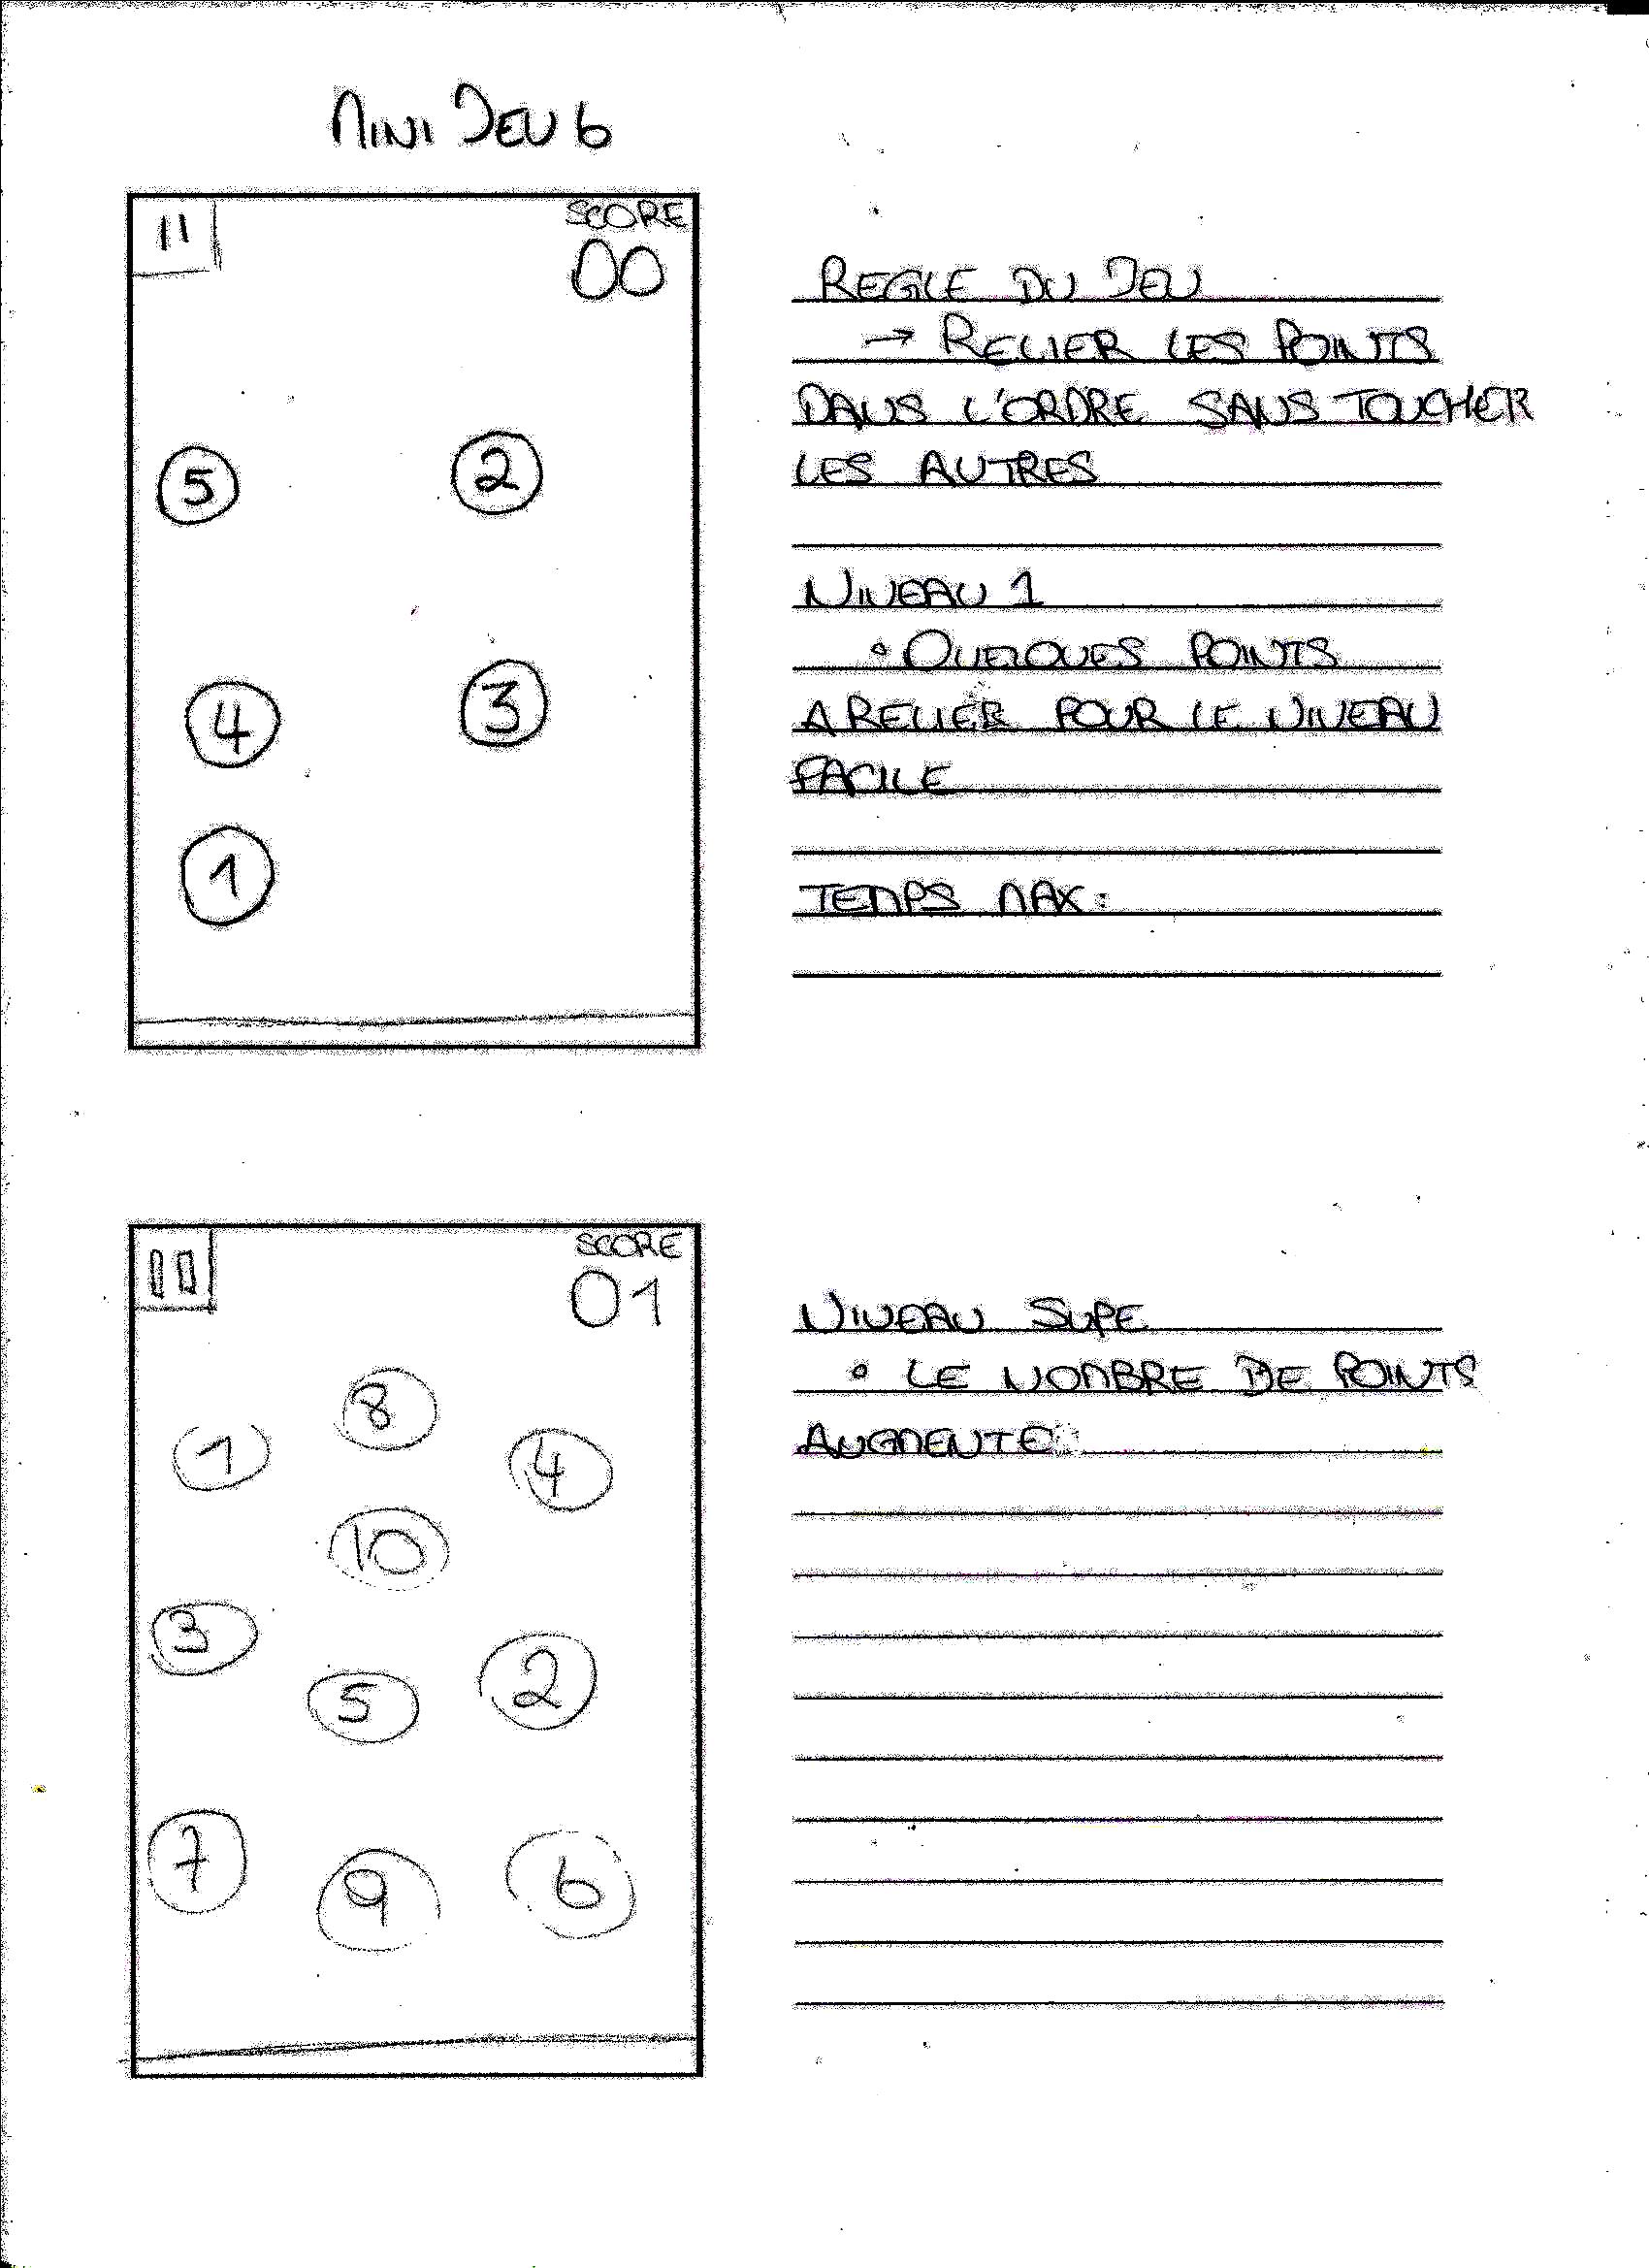 MINI JEU 6
SCORE
00
5 2
4 3
1
REGLE DU JEU
→ RELIER LES POINTS
DANS L'ORDRE SANS TOUCHER
LES AUTRES
NIVEAU 1
• QUELQUES POINTS
A RELIER POUR LE NIVEAU
FACILE
TEMPS MAX:
SCORE
01
8
1 4
10
3
5 2
7 9 6
NIVEAU SUPE
• LE NOMBRE DE POINTS
AUGMENTE